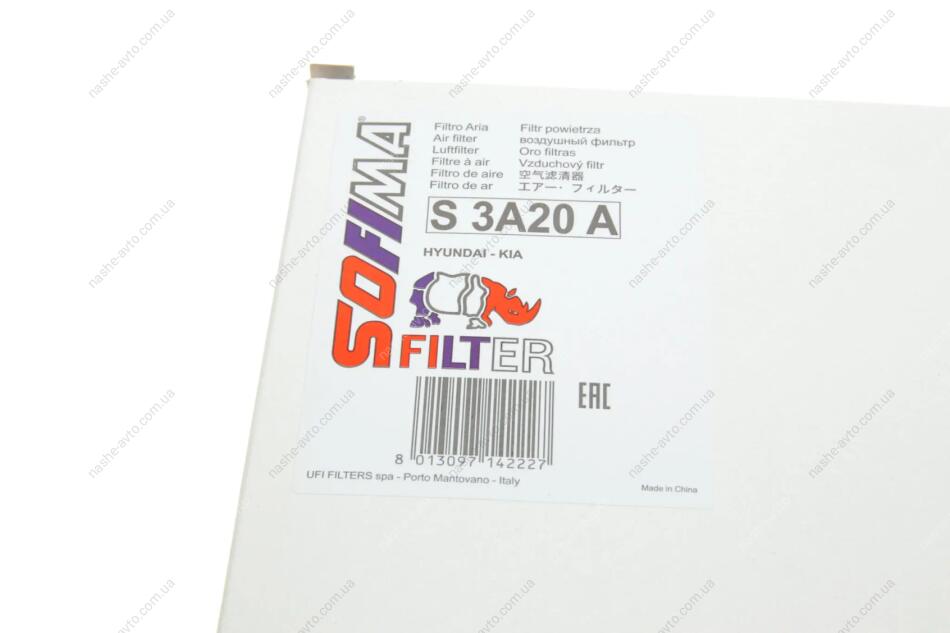 SOFIMA®
Filtro Aria
Air filter
Luftfilter
Filtre à air
Filtro de aire
Filtro de ar
Filtr powietrza
воздушный фильтр
Oro filtras
Vzduchový filtr
空气滤清器
エアー・フィルター
S 3A20 A
HYUNDAI - KIA
FILTER
EAC
8 013097 142227
UFI FILTERS spa - Porto Mantovano - Italy
Made in China
nashe-avto.com.ua